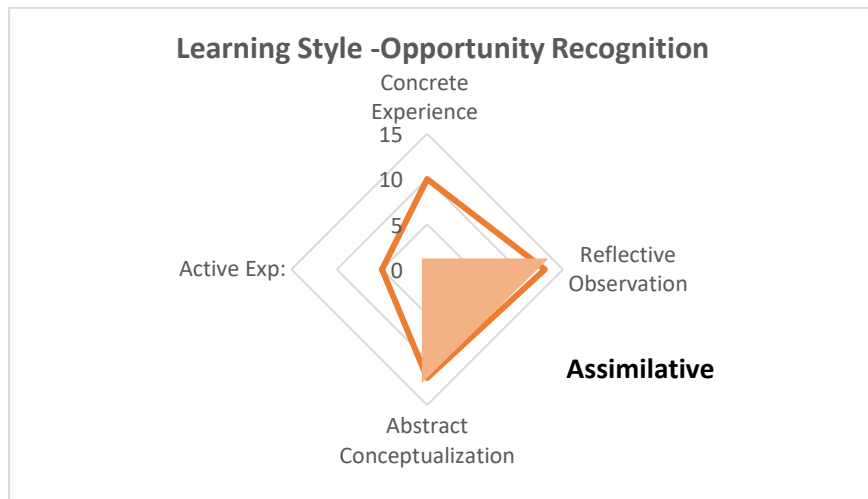 Learning Style -Opportunity Recognition
Concrete
Experience
15
10
5
0
Active Exp:
Reflective
Observation
Assimilative
Abstract
Conceptualization